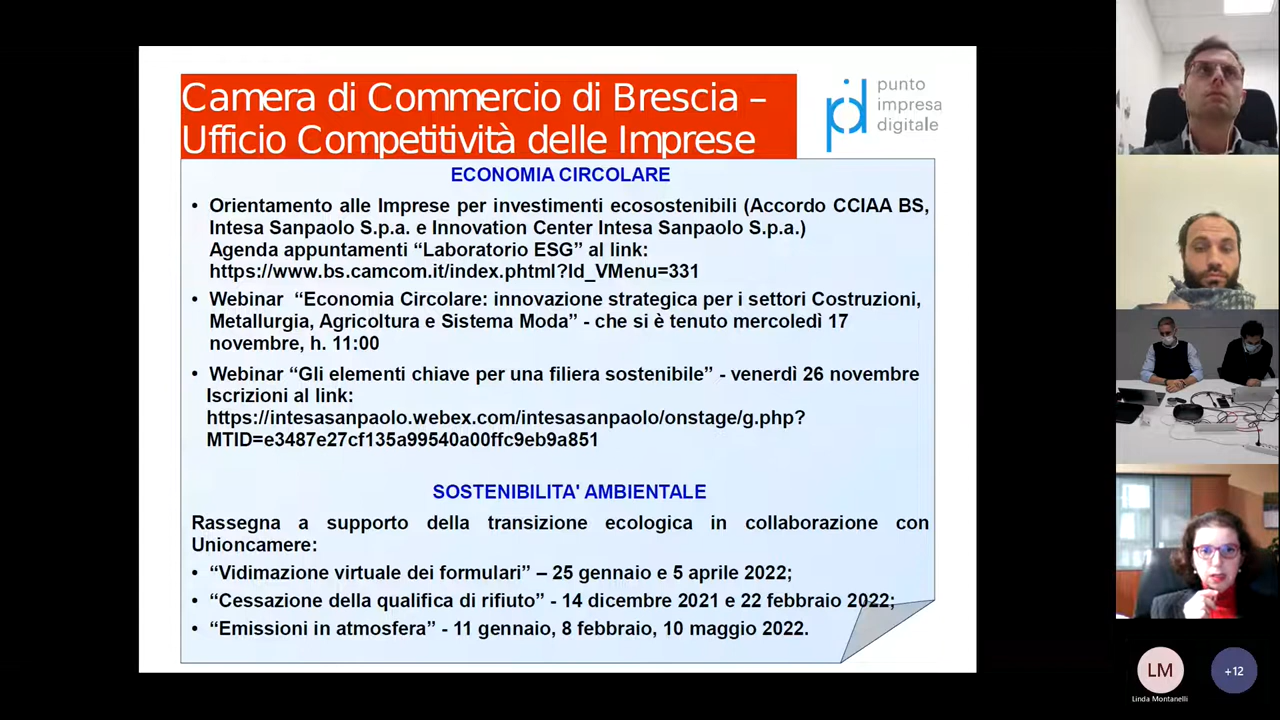 Camera di Commercio di Brescia –
Ufficio Competitività delle Imprese
punto
impresa
digitale
ECONOMIA CIRCOLARE
• Orientamento alle Imprese per investimenti ecosostenibili (Accordo CCIAA BS,
Intesa Sanpaolo S.p.a. e Innovation Center Intesa Sanpaolo S.p.a.)
Agenda appuntamenti “Laboratorio ESG” al link:
https://www.bs.camcom.it/index.phtml?Id_VMenu=331
• Webinar “Economia Circolare: innovazione strategica per i settori Costruzioni,
Metallurgia, Agricoltura e Sistema Moda” - che si è tenuto mercoledì 17
novembre, h. 11:00
• Webinar “Gli elementi chiave per una filiera sostenibile” - venerdì 26 novembre
Iscrizioni al link:
https://intesasanpaolo.webex.com/intesasanpaolo/onstage/g.php?
MTID=e3487e27cf135a99540a00ffc9eb9a851
SOSTENIBILITA' AMBIENTALE
Rassegna a supporto della transizione ecologica in collaborazione con
Unioncamere:
• “Vidimazione virtuale dei formulari” – 25 gennaio e 5 aprile 2022;
• “Cessazione della qualifica di rifiuto” - 14 dicembre 2021 e 22 febbraio 2022;
• “Emissioni in atmosfera” - 11 gennaio, 8 febbraio, 10 maggio 2022.
LM
+12
Linda Montanelli